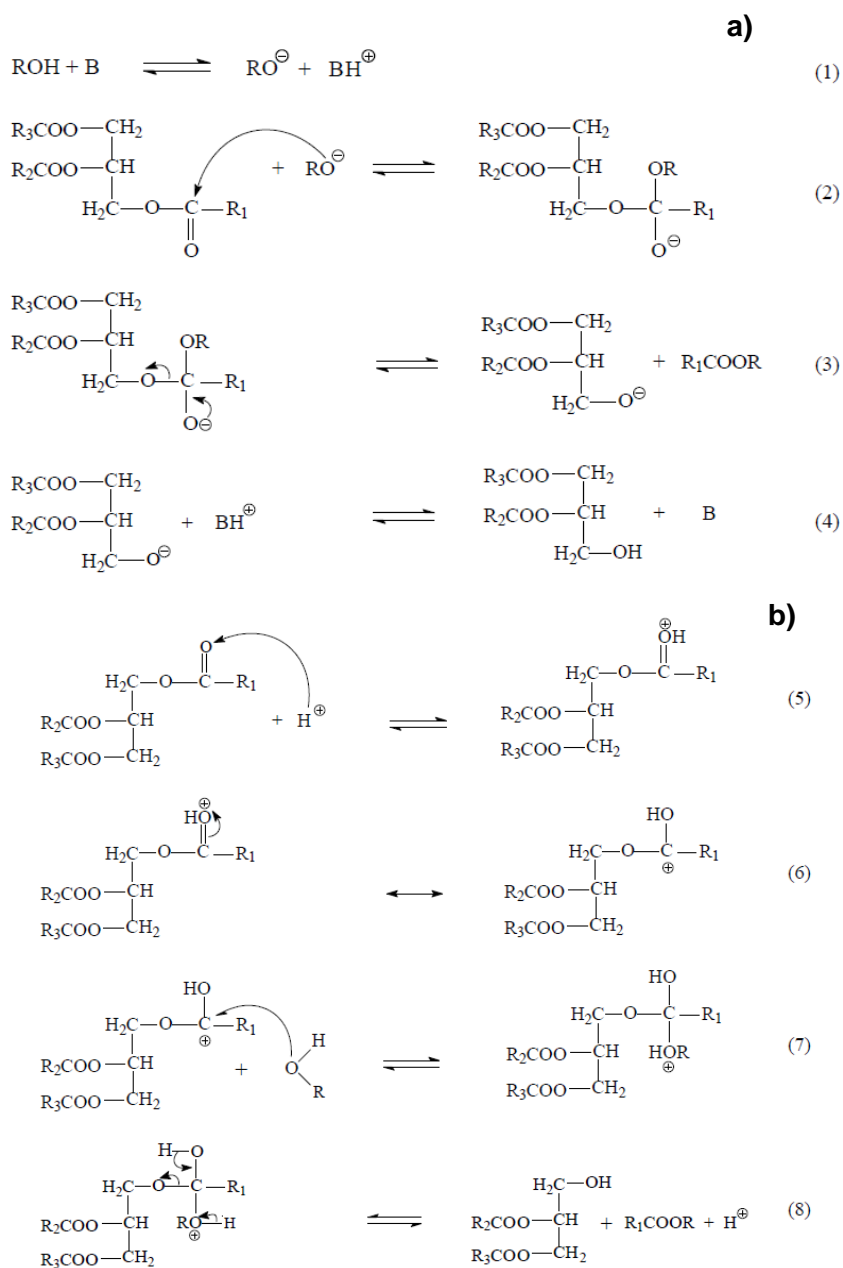 a)
ROH + B ⇌ RO⊖ + BH⊕ (1)
R₃COO—CH₂ R₃COO—CH₂
R₂COO—CH + RO⊖ ⇌ R₂COO—CH OR (2)
H₂C—O—C—R₁ H₂C—O—C—R₁
O O⊖
R₃COO—CH₂ R₃COO—CH₂
R₂COO—CH OR ⇌ R₂COO—CH + R₁COOR (3)
H₂C—O—C—R₁ H₂C—O⊖
O⊖
R₃COO—CH₂ R₃COO—CH₂
R₂COO—CH + BH⊕ ⇌ R₂COO—CH + B (4)
H₂C—O⊖ H₂C—OH
b)
O ⊕OH
H₂C—O—C—R₁ H₂C—O—C—R₁
R₂COO—CH + H⊕ ⇌ R₂COO—CH (5)
R₃COO—CH₂ R₃COO—CH₂
⊕
HO HO
H₂C—O—C—R₁ H₂C—O—C—R₁
⊕
R₂COO—CH ↔ R₂COO—CH (6)
R₃COO—CH₂ R₃COO—CH₂
HO HO
H₂C—O—C—R₁ H H₂C—O—C—R₁
⊕ O HOR
R₂COO—CH + R ⇌ R₂COO—CH ⊕ (7)
R₃COO—CH₂ R₃COO—CH₂
H—O
H₂C—O—C—R₁ H₂C—OH
RO—H
⊕
R₂COO—CH ⇌ R₂COO—CH + R₁COOR + H⊕ (8)
R₃COO—CH₂ R₃COO—CH₂